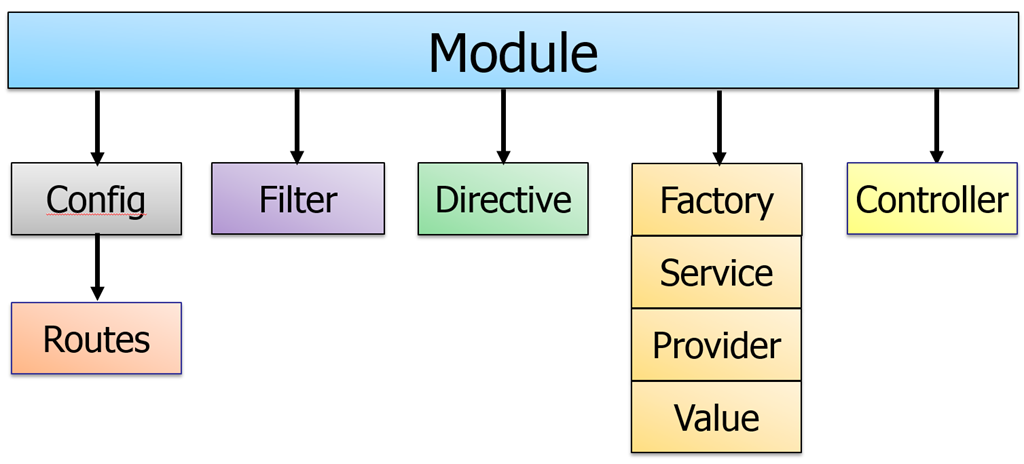 Module
Config
Filter
Directive
Factory
Controller
Service
Routes
Provider
Value